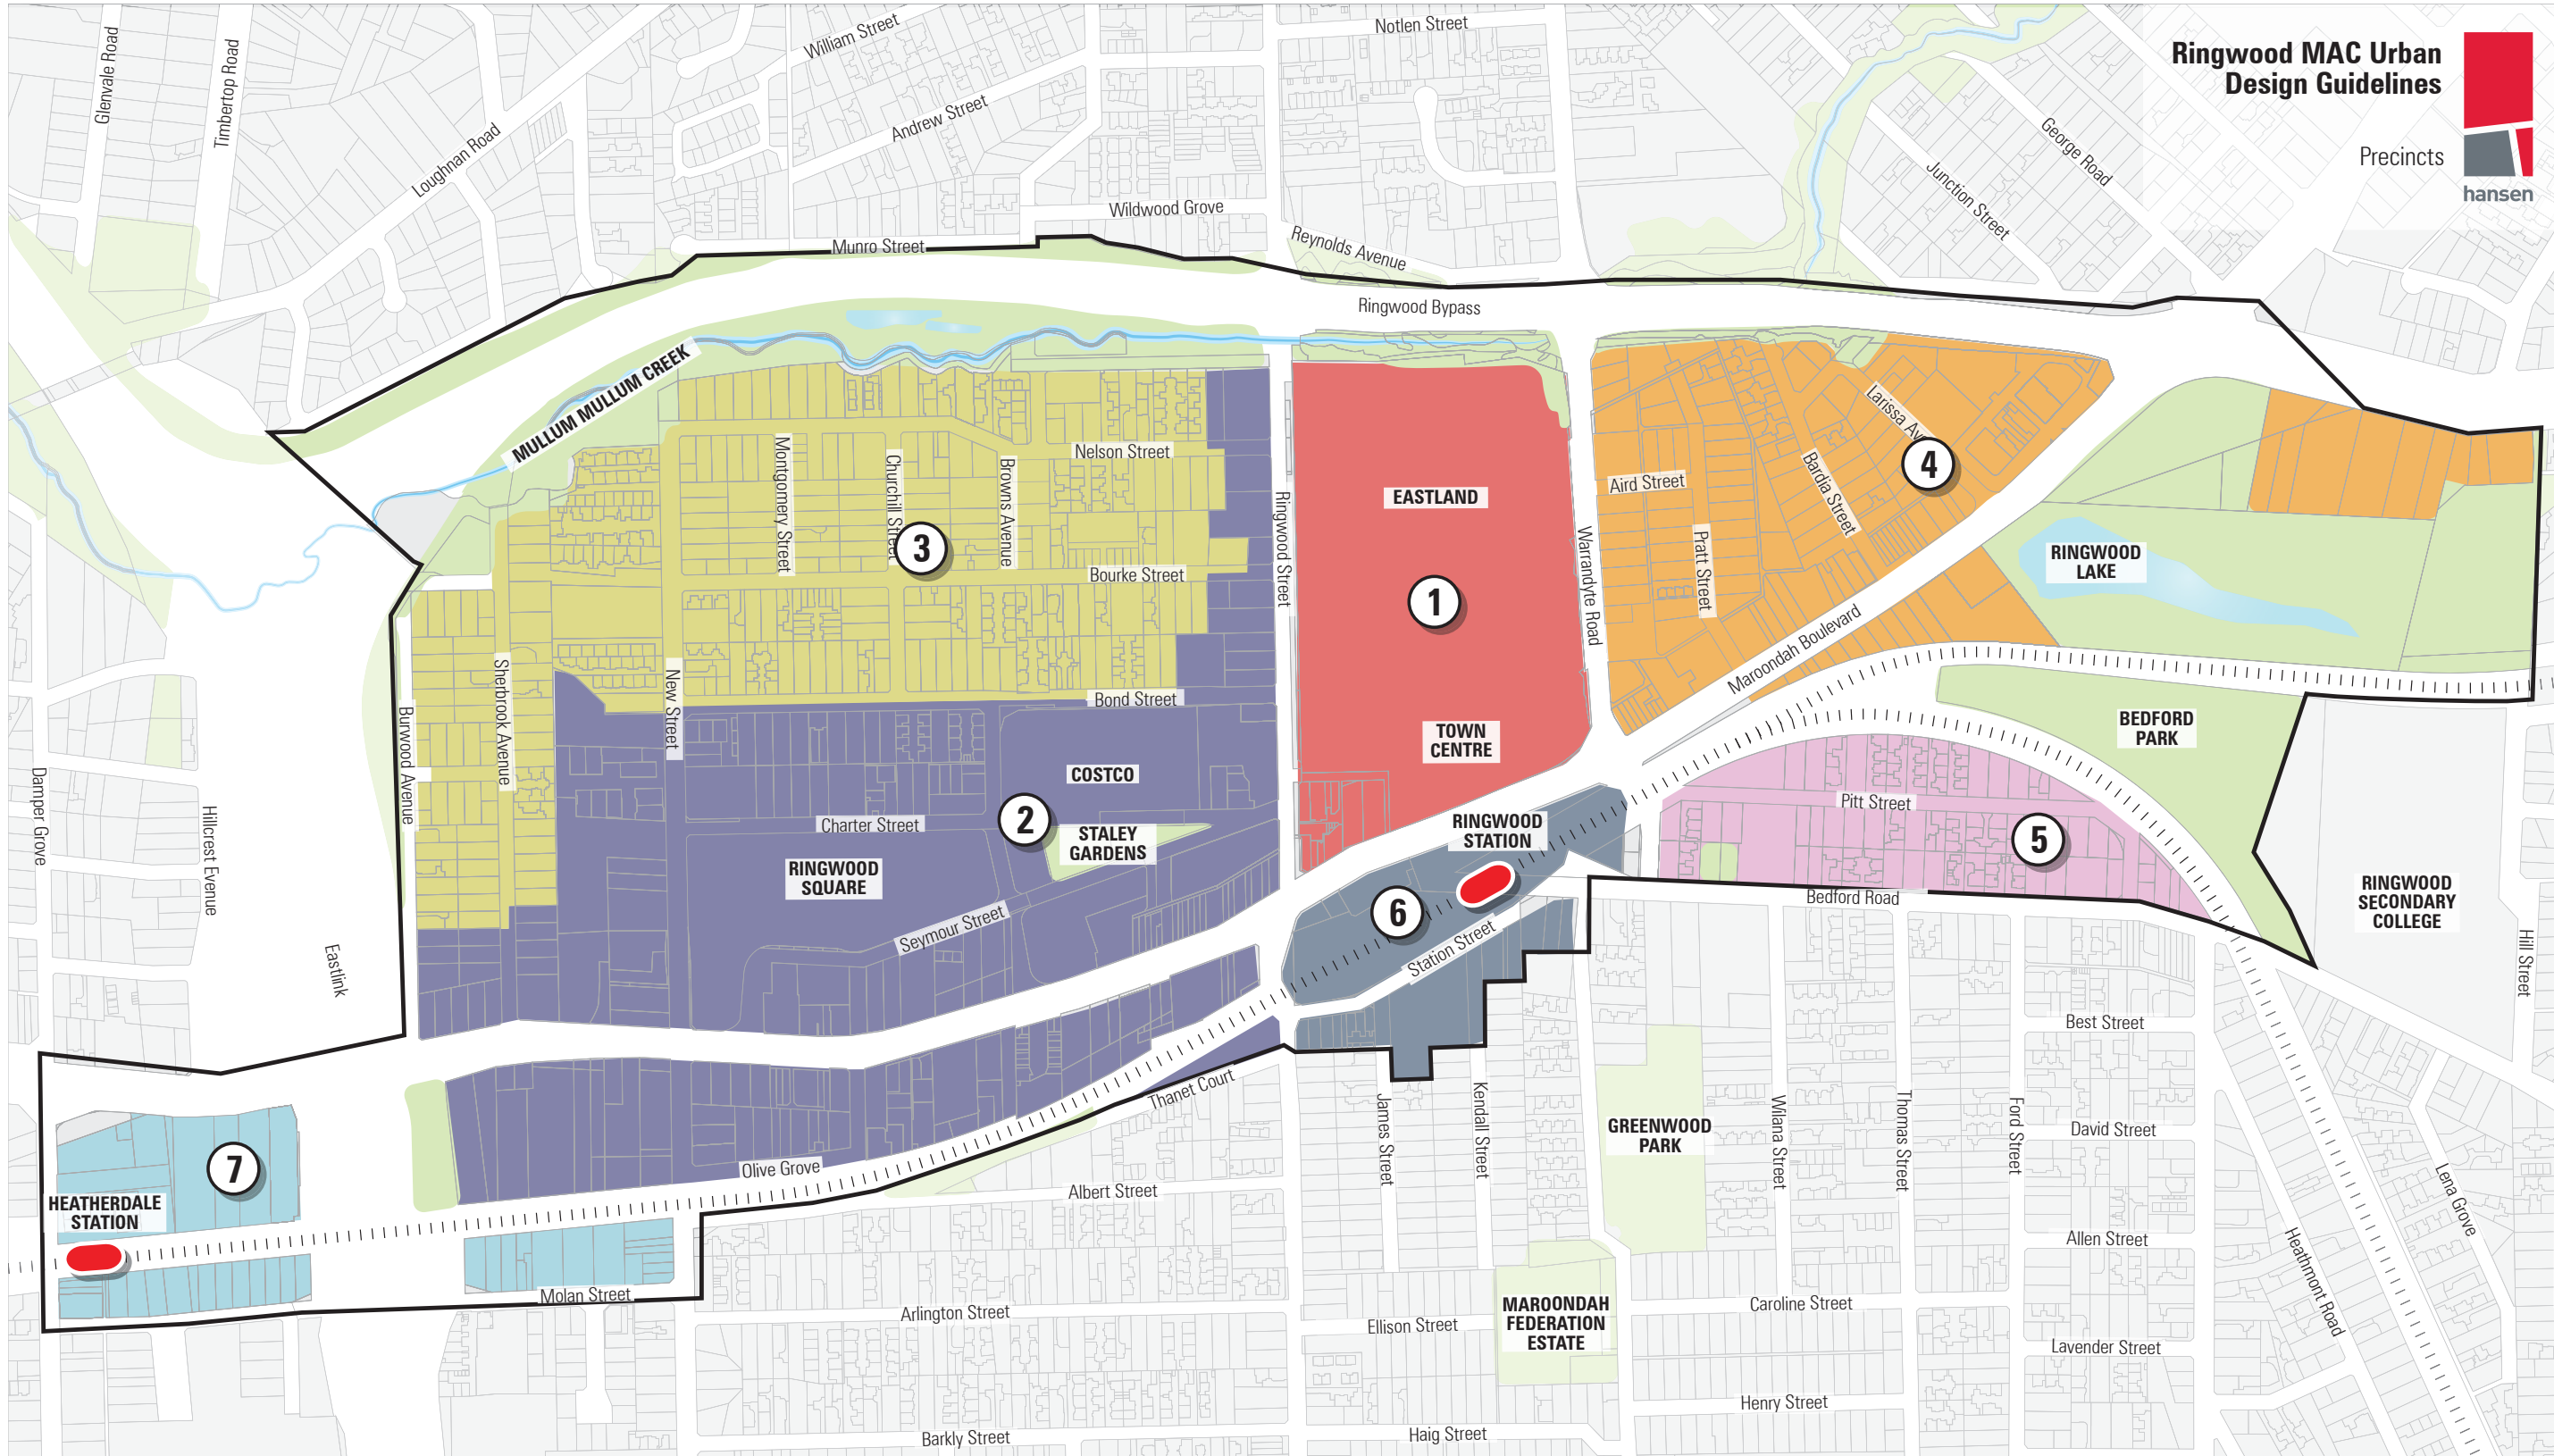 Ringwood MAC Urban
Design Guidelines
Precincts
hansen
Glenvale Road
Timbertop Road
Loughnan Road
William Street
Andrew Street
Notlen Street
Wildwood Grove
Munro Street
Reynolds Avenue
Ringwood Bypass
Junction Street
George Road
MULLUM MULLUM CREEK
Montgomery Street
Churchill Street
Browns Avenue
Nelson Street
3
Bourke Street
Ringwood Street
EASTLAND
1
TOWN
CENTRE
Warrandyte Road
Aird Street
Pratt Street
Bardia Street
Larissa Av
4
Maroondah Boulevard
RINGWOOD
LAKE
BEDFORD
PARK
Sherbrook Avenue
Burwood Avenue
New Street
Bond Street
COSTCO
2
Charter Street
STALEY
GARDENS
RINGWOOD
SQUARE
Seymour Street
RINGWOOD
STATION
6
Station Street
Pitt Street
5
Bedford Road
RINGWOOD
SECONDARY
COLLEGE
Hill Street
Damper Grove
Hillcrest Evenue
Eastlink
7
HEATHERDALE
STATION
Olive Grove
Thanet Court
Molan Street
Albert Street
Arlington Street
Barkly Street
James Street
Kendall Street
Ellison Street
Haig Street
GREENWOOD
PARK
MAROONDAH
FEDERATION
ESTATE
Wilana Street
Thomas Street
Ford Street
Best Street
David Street
Allen Street
Caroline Street
Lavender Street
Henry Street
Heathmont Road
Lena Grove